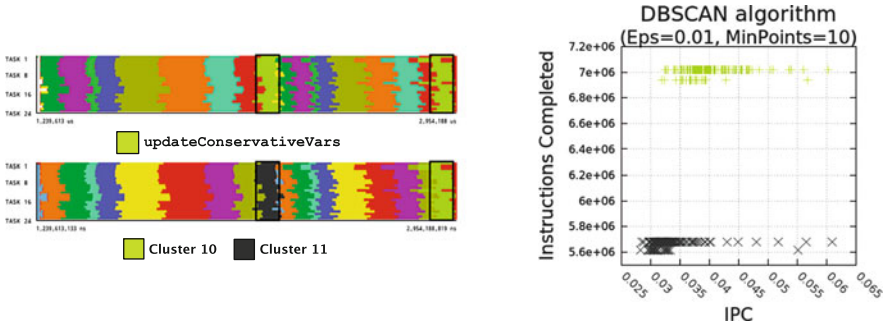 TASK 1
TASK 8
TASK 16
TASK 24
1,239,613 us
2,954,188 us
updateConservativeVars
TASK 1
TASK 8
TASK 16
TASK 24
1,239,613,133 ns
2,954,188,819 ns
Cluster 10
Cluster 11
DBSCAN algorithm
(Eps=0.01, MinPoints=10)
Instructions Completed
7.2e+06
7e+06
6.8e+06
6.6e+06
6.4e+06
6.2e+06
6e+06
5.8e+06
5.6e+06
0.025
0.03
0.035
0.04
0.045
0.05
0.055
0.06
0.065
IPC